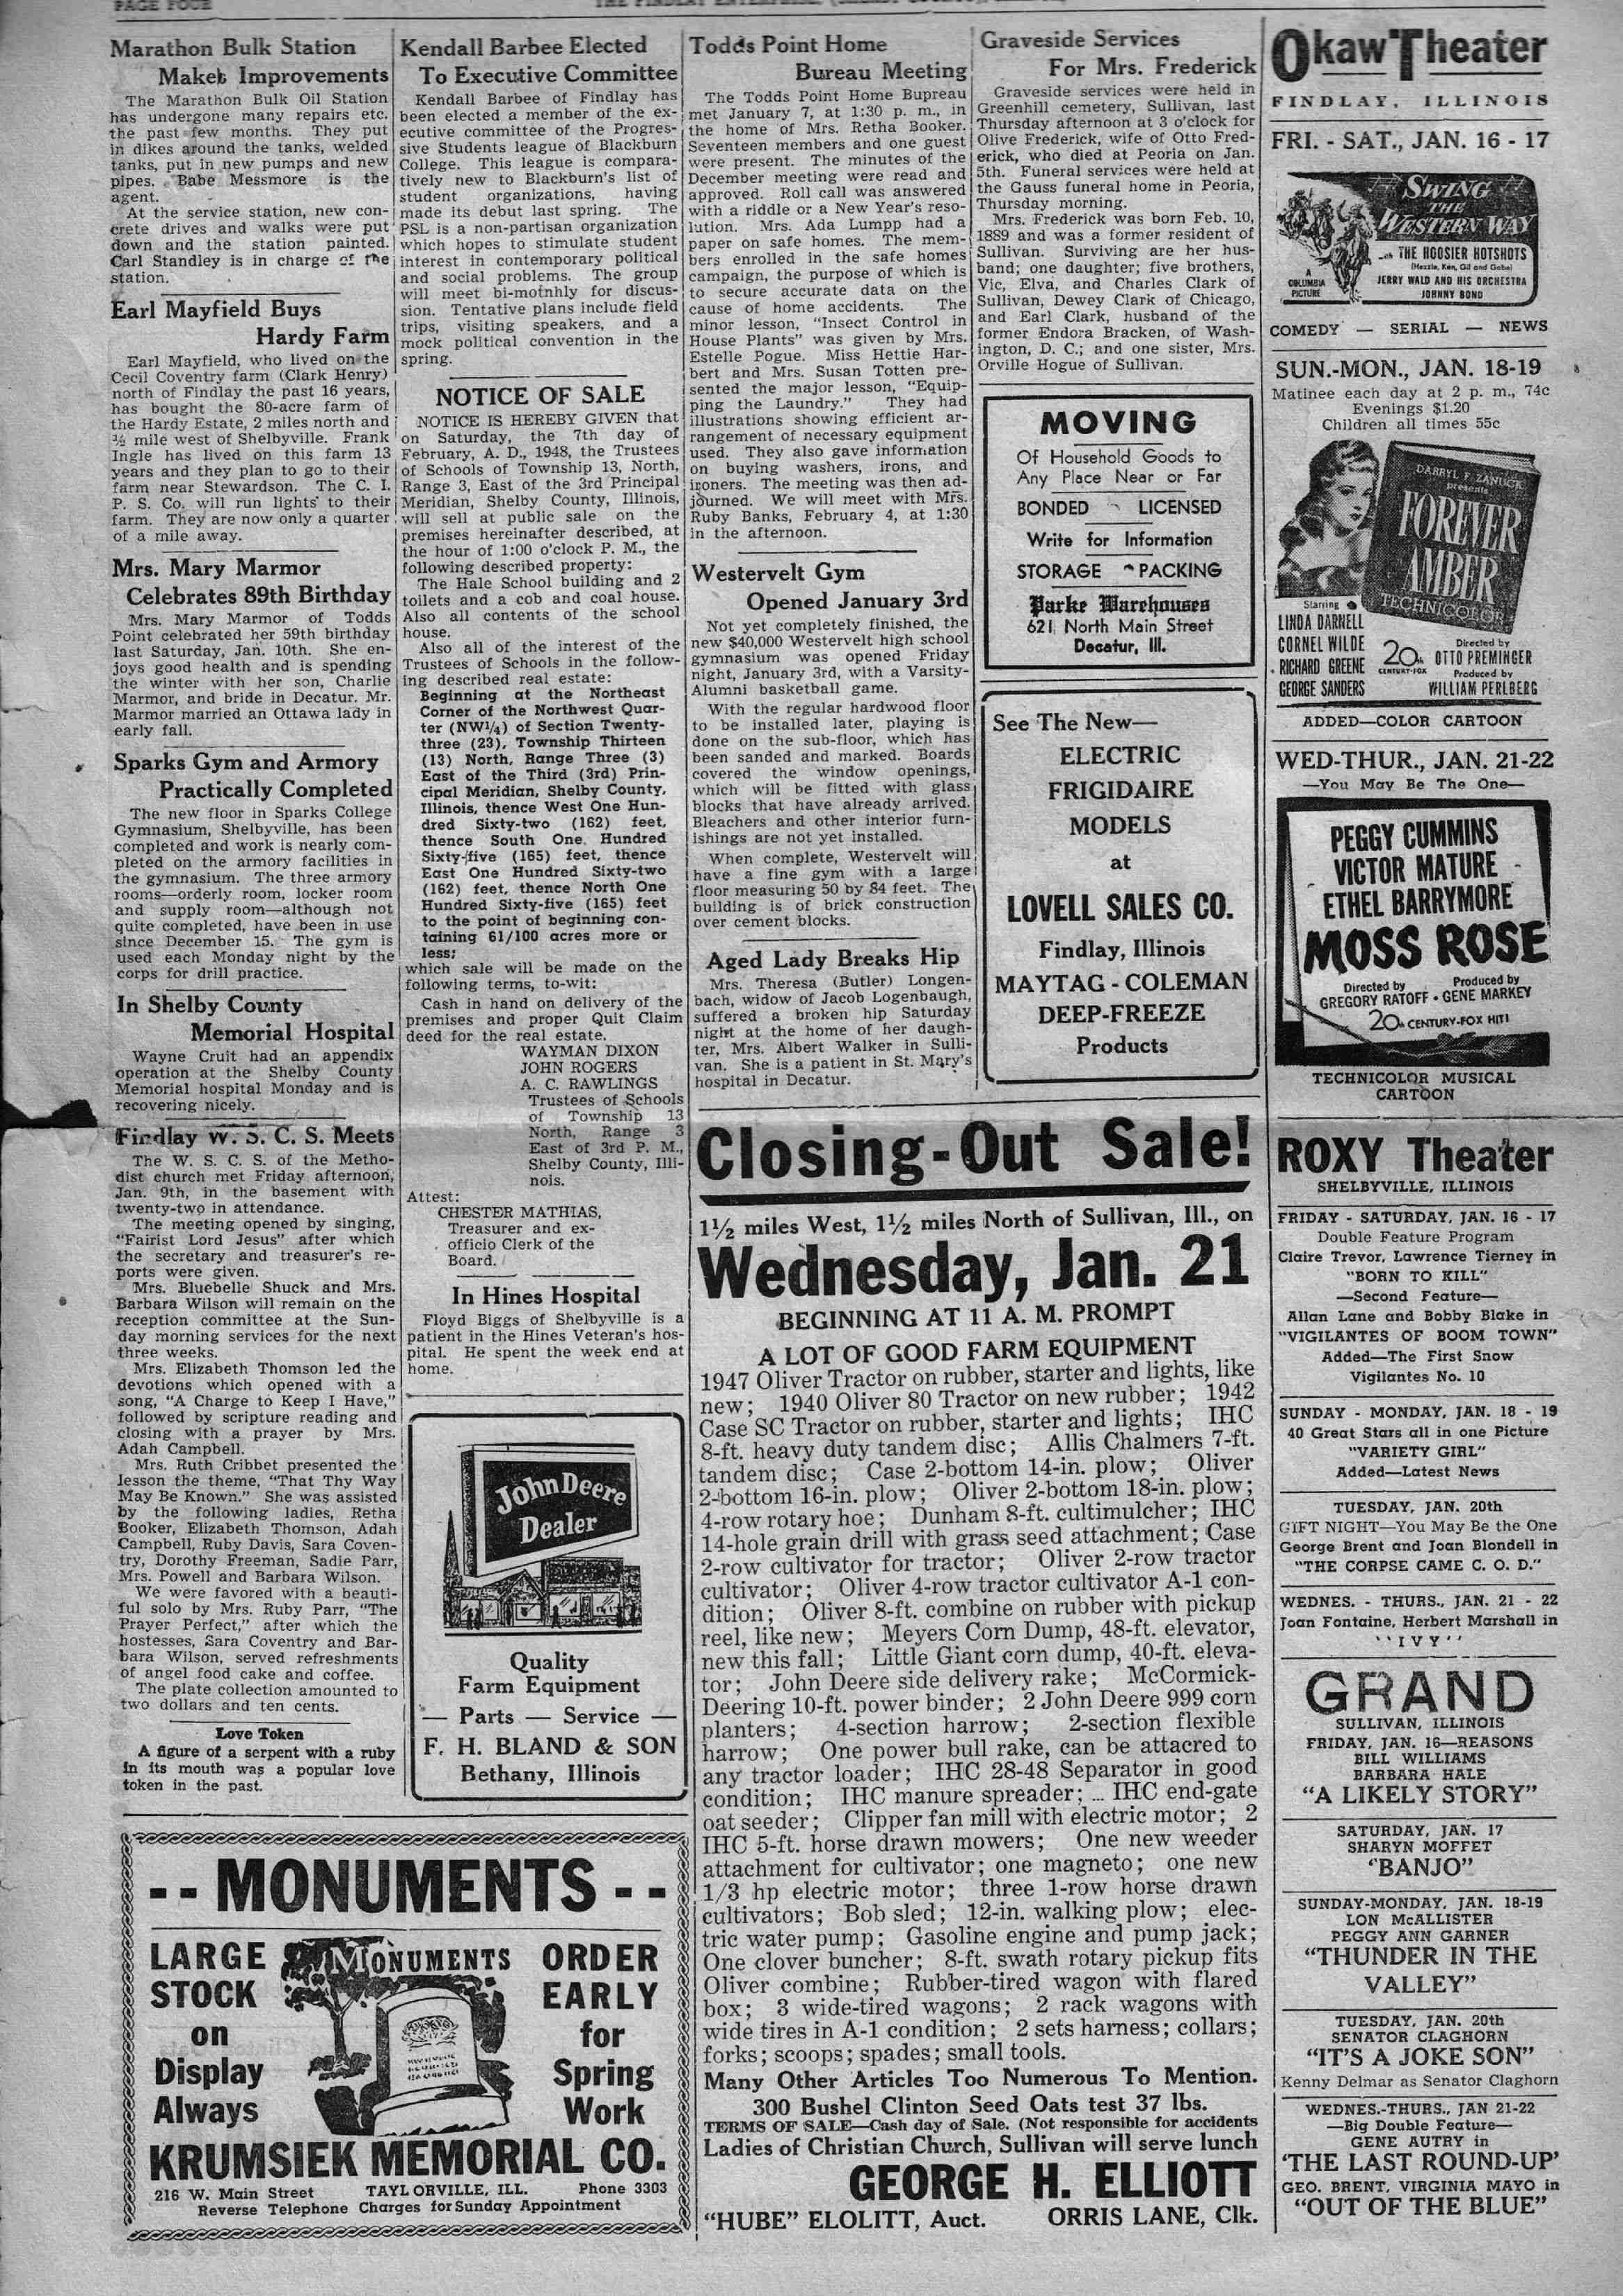 PAGE FOUR
Marathon Bulk Station
Makes Improvements
The Marathon Bulk Oil Station
has undergone many repairs etc.
the past few months. They put
in dikes around the tanks, welded
tanks, put in new pumps and new
pipes. Babe Messmore is the
agent.
At the service station, new con-
crete drives and walks were put
down and the station painted.
Carl Standley is in charge of the
station.
Earl Mayfield Buys
Hardy Farm
Earl Mayfield, who lived on the
Cecil Coventry farm (Clark Henry)
north of Findlay the past 16 years,
has bought the 80-acre farm of
the Hardy Estate, 2 miles north and
½ mile west of Shelbyville. Frank
Ingle has lived on this farm 13
years and they plan to go to their
farm near Stewardson. The C. I.
P. S. Co. will run lights to their
farm. They are now only a quarter
of a mile away.
Mrs. Mary Marmor
Celebrates 89th Birthday
Mrs. Mary Marmor of Todds
Point celebrated her 59th birthday
last Saturday, Jan. 10th. She en-
joys good health and is spending
the winter with her son, Charlie
Marmor, and bride in Decatur. Mr.
Marmor married an Ottawa lady in
early fall.
Sparks Gym and Armory
Practically Completed
The new floor in Sparks College
Gymnasium, Shelbyville, has been
completed and work is nearly com-
pleted on the armory facilities in
the gymnasium. The three armory
rooms—orderly room, locker room
and supply room—although not
quite completed, have been in use
since December 15. The gym is
used each Monday night by the
corps for drill practice.
In Shelby County
Memorial Hospital
Wayne Cruit had an appendix
operation at the Shelby County
Memorial hospital Monday and is
recovering nicely.
Findlay W. S. C. S. Meets
The W. S. C. S. of the Metho-
dist church met Friday afternoon,
Jan. 9th, in the basement with
twenty-two in attendance.
The meeting opened by singing,
"Fairist Lord Jesus" after which
the secretary and treasurer's re-
ports were given.
Mrs. Bluebelle Shuck and Mrs.
Barbara Wilson will remain on the
reception committee at the Sun-
day morning services for the next
three weeks.
Mrs. Elizabeth Thomson led the
devotions which opened with a
song, "A Charge to Keep I Have,"
followed by scripture reading and
closing with a prayer by Mrs.
Adah Campbell.
Mrs. Ruth Cribbet presented the
lesson the theme, "That Thy Way
May Be Known." She was assisted
by the following ladies, Retha
Booker, Elizabeth Thomson, Adah
Campbell, Ruby Davis, Sara Coven-
try, Dorothy Freeman, Sadie Parr,
Mrs. Powell and Barbara Wilson.
We were favored with a beauti-
ful solo by Mrs. Ruby Parr, "The
Prayer Perfect," after which the
hostesses, Sara Coventry and Bar-
bara Wilson, served refreshments
of angel food cake and coffee.
The plate collection amounted to
two dollars and ten cents.
Love Token
A figure of a serpent with a ruby
in its mouth was a popular love
token in the past.
Kendall Barbee Elected
To Executive Committee
Kendall Barbee of Findlay has
been elected a member of the ex-
ecutive committee of the Progres-
sive Students league of Blackburn
College. This league is compara-
tively new to Blackburn's list of
student organizations, having
made its debut last spring. The
PSL is a non-partisan organization
which hopes to stimulate student
interest in contemporary political
and social problems. The group
will meet bi-motnhly for discus-
sion. Tentative plans include field
trips, visiting speakers, and a
mock political convention in the
spring.
NOTICE OF SALE
NOTICE IS HEREBY GIVEN that
on Saturday, the 7th day of
February, A. D., 1948, the Trustees
of Schools of Township 13, North,
Range 3, East of the 3rd Principal
Meridian, Shelby County, Illinois,
will sell at public sale on the
premises hereinafter described, at
the hour of 1:00 o'clock P. M., the
following described property:
The Hale School building and 2
toilets and a cob and coal house.
Also all contents of the school
house.
Also all of the interest of the
Trustees of Schools in the follow-
ing described real estate:
Beginning at the Northeast
Corner of the Northwest Quar-
ter (NW1/4) of Section Twenty-
three (23), Township Thirteen
(13) North, Range Three (3)
East of the Third (3rd) Prin-
cipal Meridian, Shelby County,
Illinois, thence West One Hun-
dred Sixty-two (162) feet,
thence South One Hundred
Sixty-five (165) feet, thence
East One Hundred Sixty-two
(162) feet, thence North One
Hundred Sixty-five (165) feet
to the point of beginning con-
taining 61/100 acres more or
less;
which sale will be made on the
following terms, to-wit:
Cash in hand on delivery of the
premises and proper Quit Claim
deed for the real estate.
WAYMAN DIXON
JOHN ROGERS
A. C. RAWLINGS
Trustees of Schools
of Township 13
North, Range 3
East of 3rd P. M.,
Shelby County, Illi-
nois.
Attest:
CHESTER MATHIAS,
Treasurer and ex-
officio Clerk of the
Board.
In Hines Hospital
Floyd Biggs of Shelbyville is a
patient in the Hines Veteran's hos-
pital. He spent the week end at
home.
John Deere
Dealer
Quality
Farm Equipment
— Parts — Service —
F. H. BLAND & SON
Bethany, Illinois
-- MONUMENTS --
LARGE
STOCK
on
Display
Always
MONUMENTS
ORDER
EARLY
for
Spring
Work
KRUMSIEK MEMORIAL CO.
216 W. Main Street TAYLORVILLE, ILL. Phone 3303
Reverse Telephone Charges for Sunday Appointment
Todds Point Home
Bureau Meeting
The Todds Point Home Bupreau
met January 7, at 1:30 p. m., in
the home of Mrs. Retha Booker.
Seventeen members and one guest
were present. The minutes of the
December meeting were read and
approved. Roll call was answered
with a riddle or a New Year's reso-
lution. Mrs. Ada Lumpp had a
paper on safe homes. The mem-
bers enrolled in the safe homes
campaign, the purpose of which is
to secure accurate data on the
cause of home accidents. The
minor lesson, "Insect Control in
House Plants" was given by Mrs.
Estelle Pogue. Miss Hettie Har-
bert and Mrs. Susan Totten pre-
sented the major lesson, "Equip-
ping the Laundry." They had
illustrations showing efficient ar-
rangement of necessary equipment
used. They also gave information
on buying washers, irons, and
ironers. The meeting was then ad-
journed. We will meet with Mrs.
Ruby Banks, February 4, at 1:30
in the afternoon.
Westervelt Gym
Opened January 3rd
Not yet completely finished, the
new $40,000 Westervelt high school
gymnasium was opened Friday
night, January 3rd, with a Varsity-
Alumni basketball game.
With the regular hardwood floor
to be installed later, playing is
done on the sub-floor, which has
been sanded and marked. Boards
covered the window openings,
which will be fitted with glass
blocks that have already arrived.
Bleachers and other interior furn-
ishings are not yet installed.
When complete, Westervelt will
have a fine gym with a large
floor measuring 50 by 84 feet. The
building is of brick construction
over cement blocks.
Aged Lady Breaks Hip
Mrs. Theresa (Butler) Longen-
bach, widow of Jacob Logenbaugh,
suffered a broken hip Saturday
night at the home of her daugh-
ter, Mrs. Albert Walker in Sulli-
van. She is a patient in St. Mary's
hospital in Decatur.
Graveside Services
For Mrs. Frederick
Graveside services were held in
Greenhill cemetery, Sullivan, last
Thursday afternoon at 3 o'clock for
Olive Frederick, wife of Otto Fred-
erick, who died at Peoria on Jan.
5th. Funeral services were held at
the Gauss funeral home in Peoria,
Thursday morning.
Mrs. Frederick was born Feb. 10,
1889 and was a former resident of
Sullivan. Surviving are her hus-
band; one daughter; five brothers,
Vic, Elva, and Charles Clark of
Sullivan, Dewey Clark of Chicago,
and Earl Clark, husband of the
former Endora Bracken, of Wash-
ington, D. C.; and one sister, Mrs.
Orville Hogue of Sullivan.
MOVING
Of Household Goods to
Any Place Near or Far
BONDED LICENSED
Write for Information
STORAGE PACKING
Parke Warehouses
621 North Main Street
Decatur, Ill.
See The New—
ELECTRIC
FRIGIDAIRE
MODELS
at
LOVELL SALES CO.
Findlay, Illinois
MAYTAG - COLEMAN
DEEP-FREEZE
Products
Closing-Out Sale!
1½ miles West, 1½ miles North of Sullivan, Ill., on
Wednesday, Jan. 21
BEGINNING AT 11 A. M. PROMPT
A LOT OF GOOD FARM EQUIPMENT
1947 Oliver Tractor on rubber, starter and lights, like
new; 1940 Oliver 80 Tractor on new rubber; 1942
Case SC Tractor on rubber, starter and lights; IHC
8-ft. heavy duty tandem disc; Allis Chalmers 7-ft.
tandem disc; Case 2-bottom 14-in. plow; Oliver
2-bottom 16-in. plow; Oliver 2-bottom 18-in. plow;
4-row rotary hoe; Dunham 8-ft. cultimulcher; IHC
14-hole grain drill with grass seed attachment; Case
2-row cultivator for tractor; Oliver 2-row tractor
cultivator; Oliver 4-row tractor cultivator A-1 con-
dition; Oliver 8-ft. combine on rubber with pickup
reel, like new; Meyers Corn Dump, 48-ft. elevator,
new this fall; Little Giant corn dump, 40-ft. eleva-
tor; John Deere side delivery rake; McCormick-
Deering 10-ft. power binder; 2 John Deere 999 corn
planters; 4-section harrow; 2-section flexible
harrow; One power bull rake, can be attacred to
any tractor loader; IHC 28-48 Separator in good
condition; IHC manure spreader; ... IHC end-gate
oat seeder; Clipper fan mill with electric motor; 2
IHC 5-ft. horse drawn mowers; One new weeder
attachment for cultivator; one magneto; one new
1/3 hp electric motor; three 1-row horse drawn
cultivators; Bob sled; 12-in. walking plow; elec-
tric water pump; Gasoline engine and pump jack;
One clover buncher; 8-ft. swath rotary pickup fits
Oliver combine; Rubber-tired wagon with flared
box; 3 wide-tired wagons; 2 rack wagons with
wide tires in A-1 condition; 2 sets harness; collars;
forks; scoops; spades; small tools.
Many Other Articles Too Numerous To Mention.
300 Bushel Clinton Seed Oats test 37 lbs.
TERMS OF SALE—Cash day of Sale. (Not responsible for accidents
Ladies of Christian Church, Sullivan will serve lunch
GEORGE H. ELLIOTT
"HUBE" ELOLITT, Auct. ORRIS LANE, Clk.
Okaw Theater
FINDLAY, ILLINOIS
FRI. - SAT., JAN. 16 - 17
SWING
THE
WESTERN WAY
with THE HOOSIER HOTSHOTS
(Hezzie, Ken, Gil and Gabe)
JERRY WALD AND HIS ORCHESTRA
JOHNNY BOND
A
COLUMBIA
PICTURE
COMEDY — SERIAL — NEWS
SUN.-MON., JAN. 18-19
Matinee each day at 2 p. m., 74c
Evenings $1.20
Children all times 55c
DARRYL F. ZANUCK
presents
FOREVER
AMBER
TECHNICOLOR
Starring
LINDA DARNELL
CORNEL WILDE
RICHARD GREENE
GEORGE SANDERS
20th
CENTURY-FOX
Directed by
OTTO PREMINGER
Produced by
WILLIAM PERLBERG
ADDED—COLOR CARTOON
WED-THUR., JAN. 21-22
—You May Be The One—
PEGGY CUMMINS
VICTOR MATURE
ETHEL BARRYMORE
MOSS ROSE
Directed by Produced by
GREGORY RATOFF • GENE MARKEY
20th CENTURY-FOX HIT!
TECHNICOLOR MUSICAL
CARTOON
ROXY Theater
SHELBYVILLE, ILLINOIS
FRIDAY - SATURDAY, JAN. 16 - 17
Double Feature Program
Claire Trevor, Lawrence Tierney in
"BORN TO KILL"
—Second Feature—
Allan Lane and Bobby Blake in
"VIGILANTES OF BOOM TOWN"
Added—The First Snow
Vigilantes No. 10
SUNDAY - MONDAY, JAN. 18 - 19
40 Great Stars all in one Picture
"VARIETY GIRL"
Added—Latest News
TUESDAY, JAN. 20th
GIFT NIGHT—You May Be the One
George Brent and Joan Blondell in
"THE CORPSE CAME C. O. D."
WEDNES. - THURS., JAN. 21 - 22
Joan Fontaine, Herbert Marshall in
''IVY''
GRAND
SULLIVAN, ILLINOIS
FRIDAY, JAN. 16—REASONS
BILL WILLIAMS
BARBARA HALE
"A LIKELY STORY"
SATURDAY, JAN. 17
SHARYN MOFFET
"BANJO"
SUNDAY-MONDAY, JAN. 18-19
LON McALLISTER
PEGGY ANN GARNER
"THUNDER IN THE
VALLEY"
TUESDAY, JAN. 20th
SENATOR CLAGHORN
"IT'S A JOKE SON"
Kenny Delmar as Senator Claghorn
WEDNES.-THURS., JAN 21-22
—Big Double Feature—
GENE AUTRY in
'THE LAST ROUND-UP'
GEO. BRENT, VIRGINIA MAYO in
"OUT OF THE BLUE"